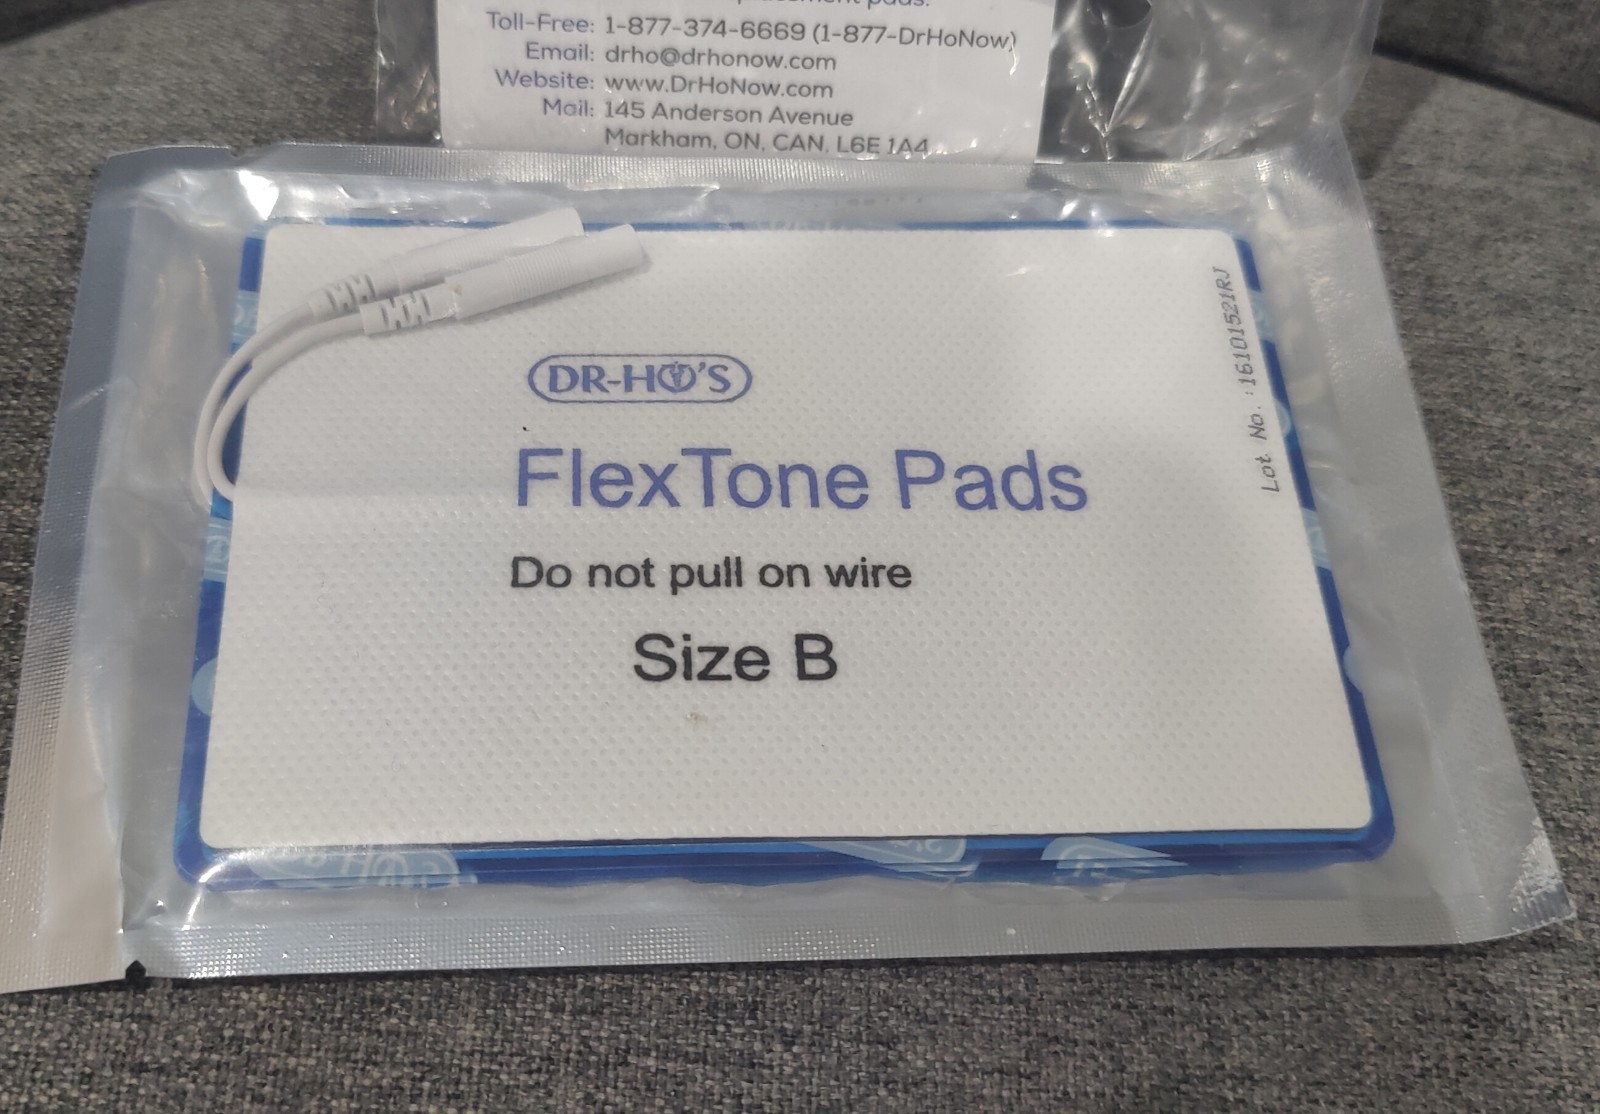 pads.
Toll-Free: 1-877-374-6669 (1-877-DrHoNow)
Email: drho@drhonow.com
Website: www.DrHoNow.com
Mail: 145 Anderson Avenue
Markham, ON, CAN, L6E 1A4
DR-HO'S
FlexTone Pads
Do not pull on wire
Size B
Lot No. :16101521RJ